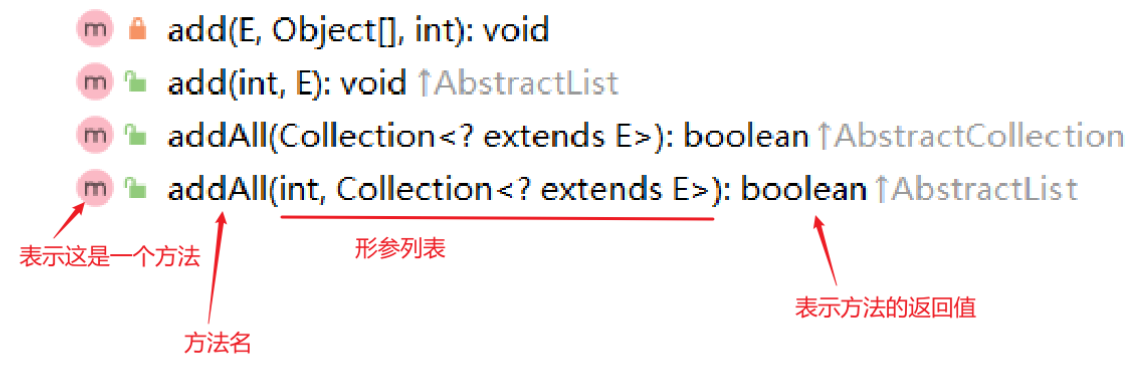 m add(E, Object[], int): void
m add(int, E): void ↑AbstractList
m addAll(Collection<? extends E>): boolean ↑AbstractCollection
m addAll(int, Collection<? extends E>): boolean ↑AbstractList
表示这是一个方法
形参列表
表示方法的返回值
方法名